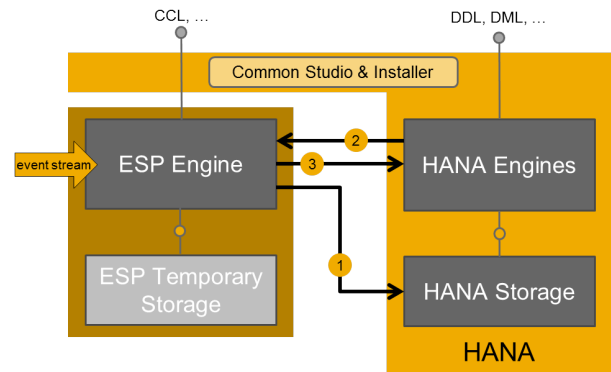 CCL, ...
DDL, DML, ...
Common Studio & Installer
event stream
ESP Engine
2
3
HANA Engines
1
ESP Temporary
Storage
HANA Storage
HANA